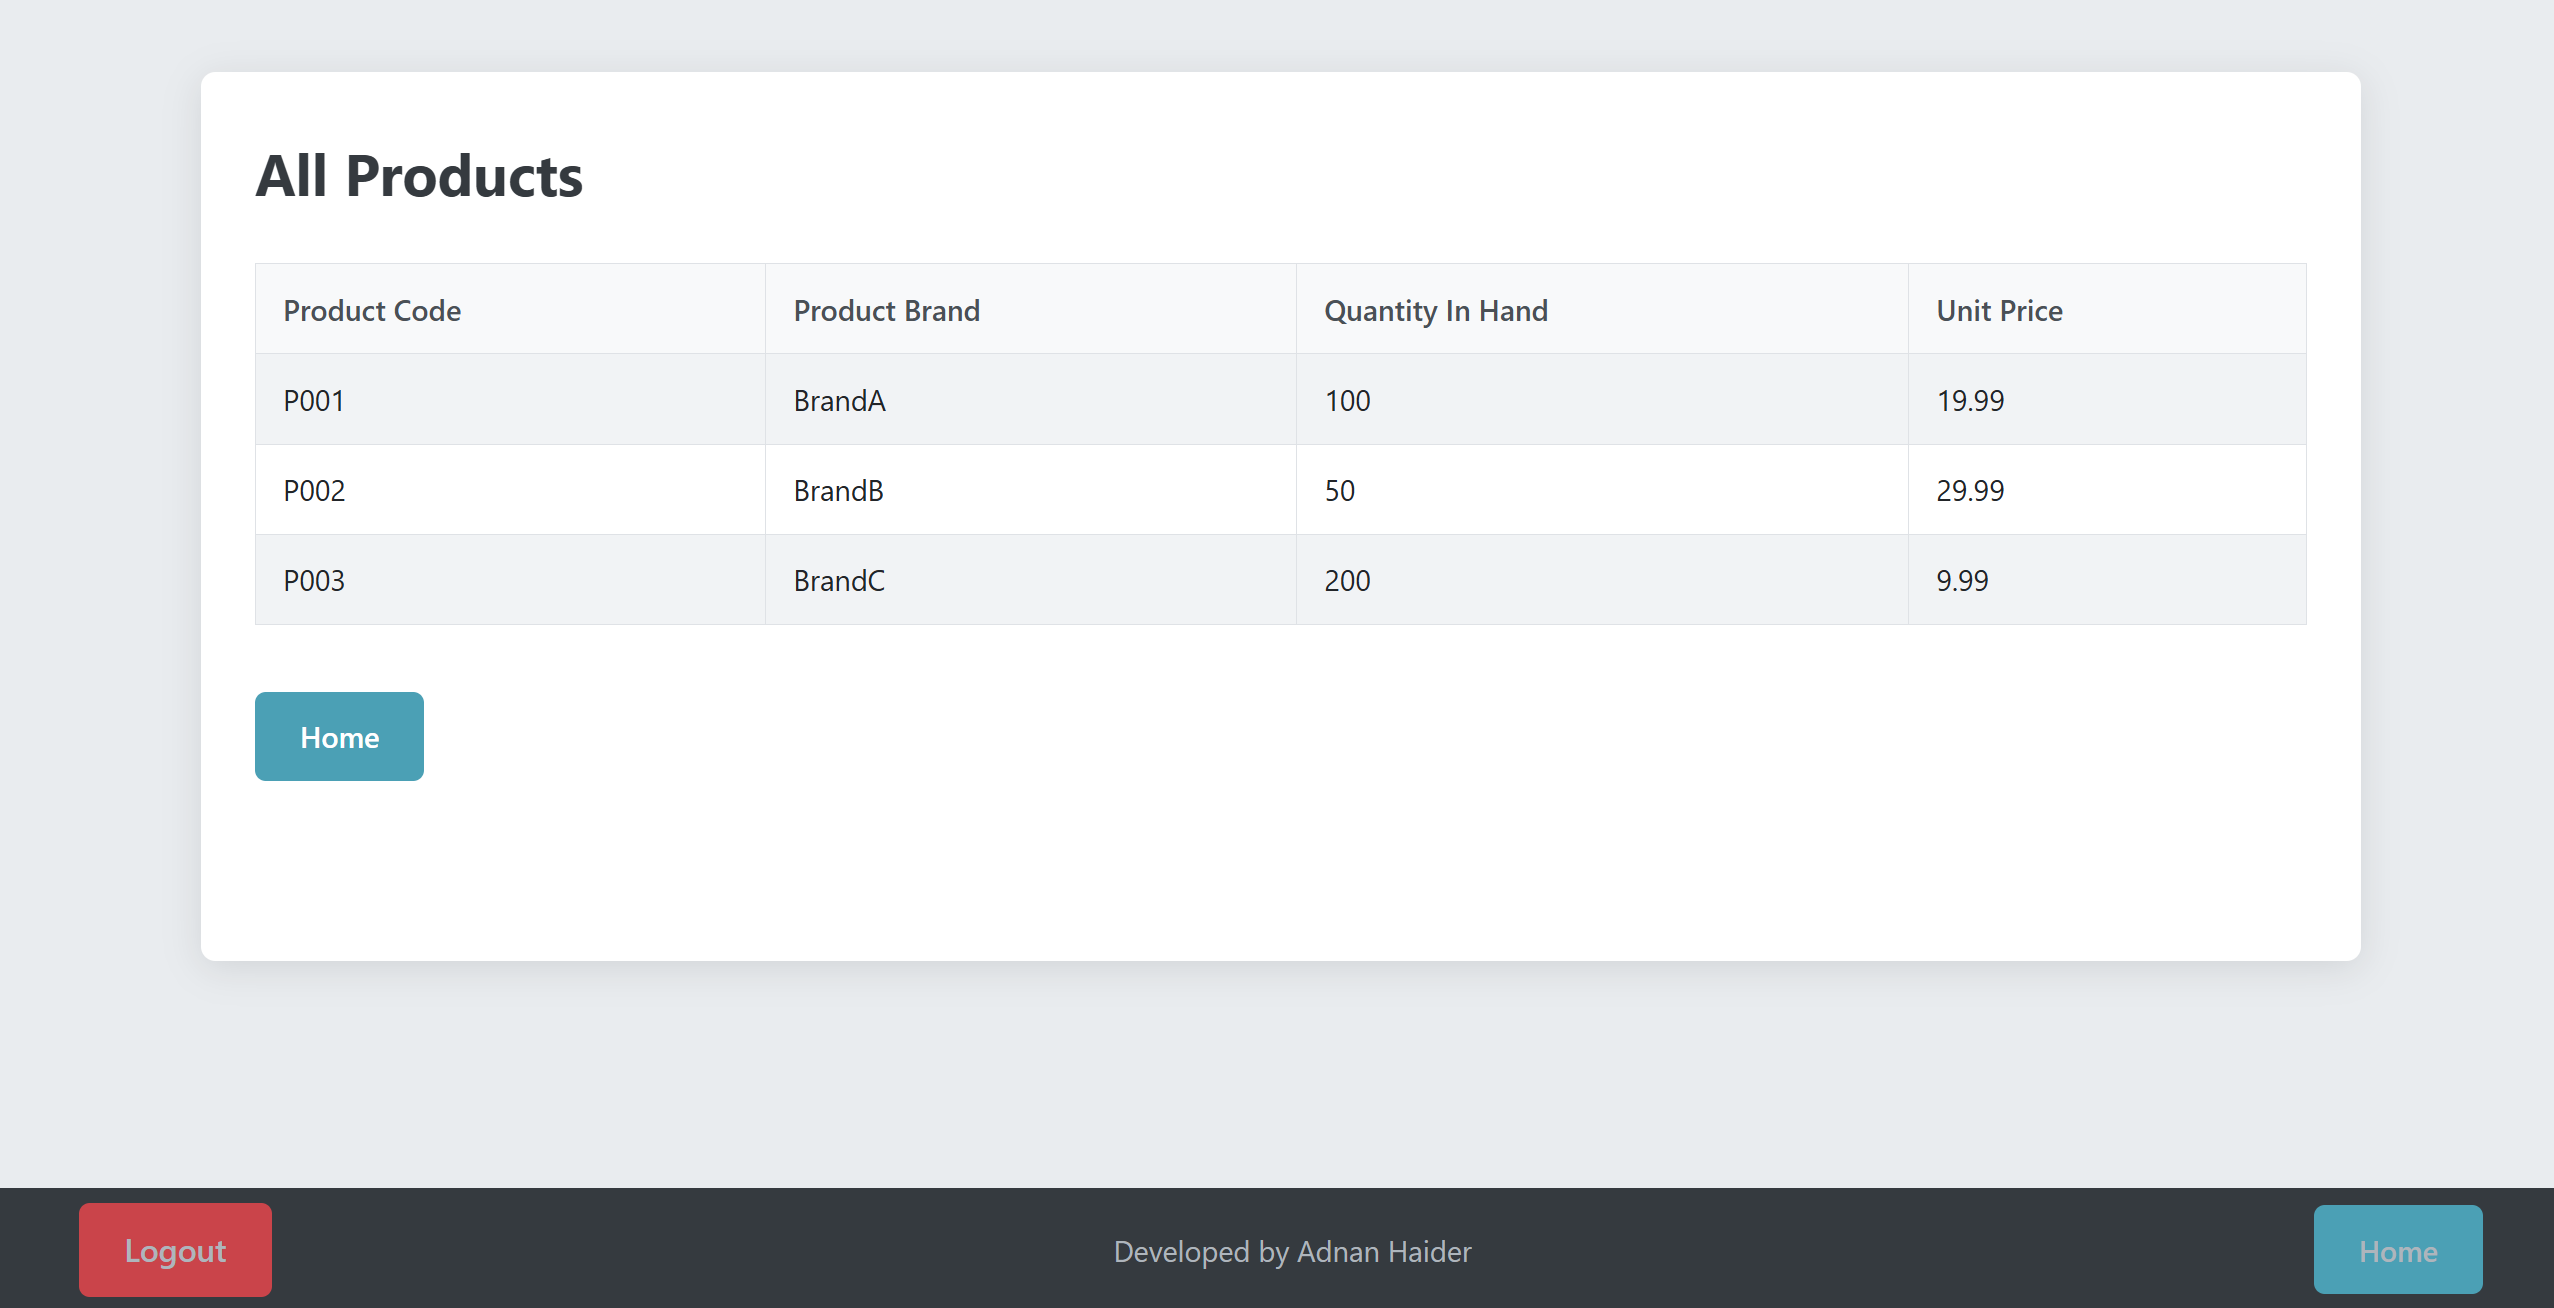 All Products
Product Code Product Brand Quantity In Hand Unit Price
P001 BrandA 100 19.99
P002 BrandB 50 29.99
P003 BrandC 200 9.99
Home
Logout Developed by Adnan Haider Home